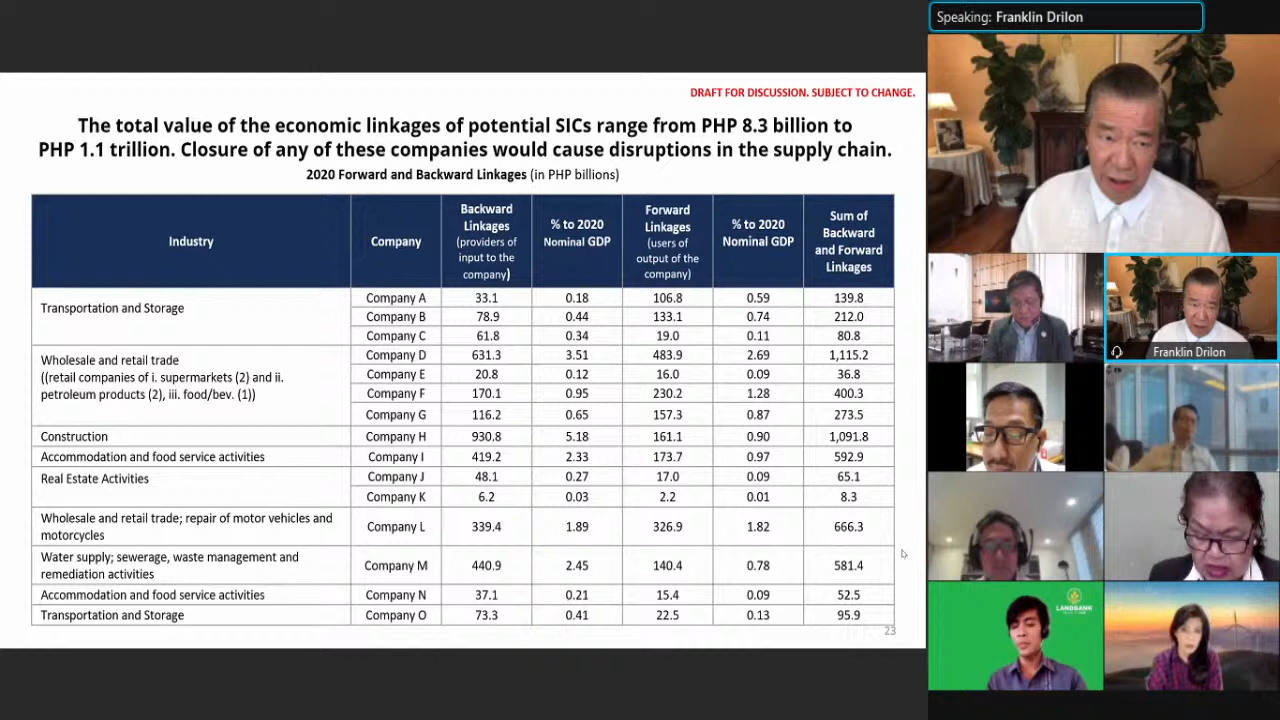 Speaking: Franklin Drilon
DRAFT FOR DISCUSSION. SUBJECT TO CHANGE.
The total value of the economic linkages of potential SICs range from PHP 8.3 billion to
PHP 1.1 trillion. Closure of any of these companies would cause disruptions in the supply chain.
2020 Forward and Backward Linkages (in PHP billions)
Industry
Company
Backward
Linkages
(providers of
input to the
company)
% to 2020
Nominal GDP
Forward
Linkages
(users of
output of the
company)
% to 2020
Nominal GDP
Sum of
Backward
and Forward
Linkages
Transportation and Storage
Company A 33.1 0.18 106.8 0.59 139.8
Company B 78.9 0.44 133.1 0.74 212.0
Company C 61.8 0.34 19.0 0.11 80.8
Wholesale and retail trade
((retail companies of i. supermarkets (2) and ii.
petroleum products (2), iii. food/bev. (1))
Company D 631.3 3.51 483.9 2.69 1,115.2
Company E 20.8 0.12 16.0 0.09 36.8
Company F 170.1 0.95 230.2 1.28 400.3
Company G 116.2 0.65 157.3 0.87 273.5
Construction Company H 930.8 5.18 161.1 0.90 1,091.8
Accommodation and food service activities Company I 419.2 2.33 173.7 0.97 592.9
Real Estate Activities Company J 48.1 0.27 17.0 0.09 65.1
Company K 6.2 0.03 2.2 0.01 8.3
Wholesale and retail trade; repair of motor vehicles and
motorcycles
Company L 339.4 1.89 326.9 1.82 666.3
Water supply; sewerage, waste management and
remediation activities
Company M 440.9 2.45 140.4 0.78 581.4
Accommodation and food service activities Company N 37.1 0.21 15.4 0.09 52.5
Transportation and Storage Company O 73.3 0.41 22.5 0.13 95.9
23
Franklin Drilon
LANDBANK